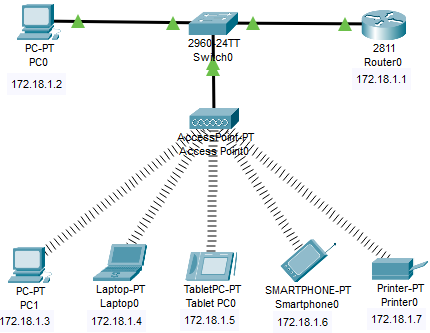 PC-PT
PC0
172.18.1.2
2960-24TT
Switch0
2811
Router0
172.18.1.1
AccessPoint-PT
Access Point0
PC-PT
PC1
172.18.1.3
Laptop-PT
Laptop0
172.18.1.4
TabletPC-PT
Tablet PC0
172.18.1.5
SMARTPHONE-PT
Smartphone0
172.18.1.6
Printer-PT
Printer0
172.18.1.7